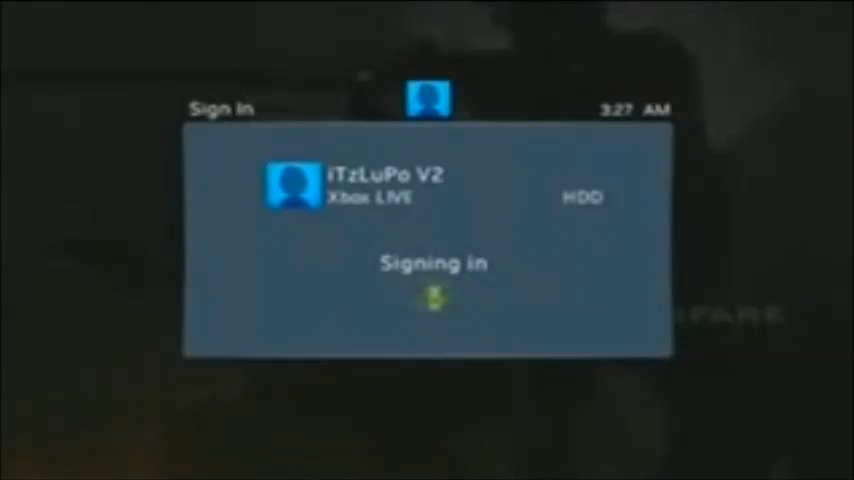 Sign In
3:27 AM
iTzLuPo V2
Xbox LIVE
HDD
Signing in